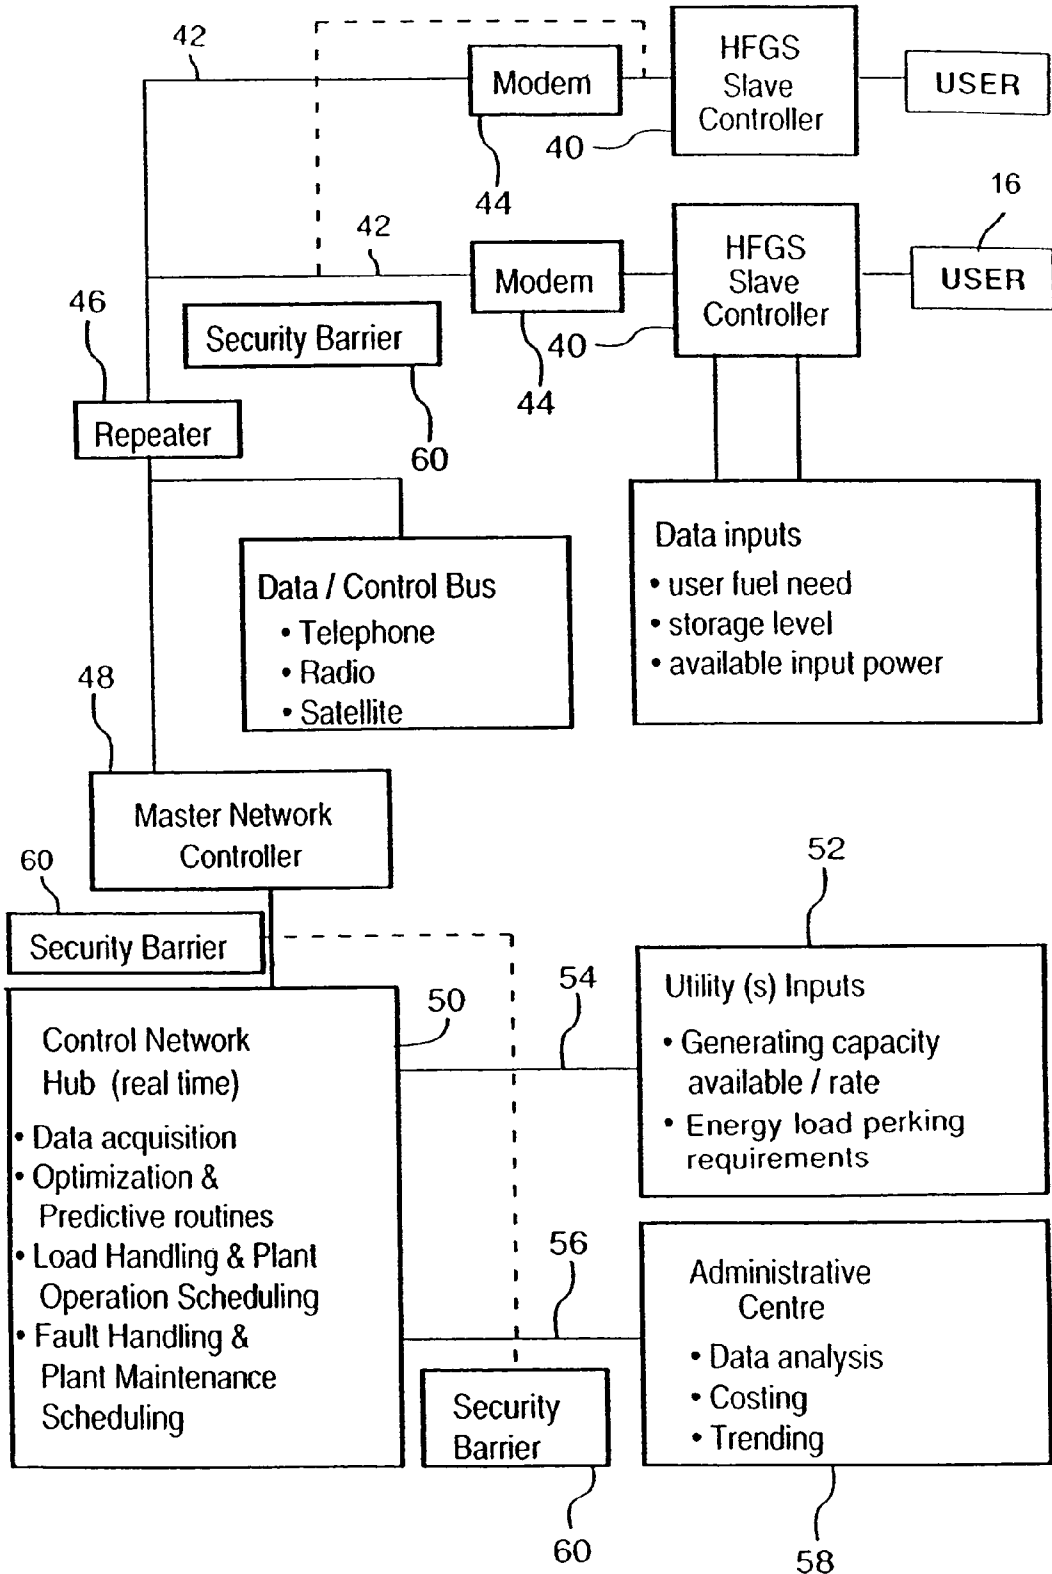 42
Modem
HFGS
Slave
Controller
USER
40
44
16
42
Modem
HFGS
Slave
Controller
USER
46
Security Barrier
40
44
60
Repeater
Data inputs
• user fuel need
• storage level
• available input power
Data / Control Bus
• Telephone
• Radio
• Satellite
48
Master Network
Controller
60
Security Barrier
52
50
54
Utility (s) Inputs
• Generating capacity
available / rate
• Energy load perking
requirements
Control Network
Hub (real time)
• Data acquisition
• Optimization &
Predictive routines
• Load Handling & Plant
Operation Scheduling
• Fault Handling &
Plant Maintenance
Scheduling
56
Administrative
Centre
• Data analysis
• Costing
• Trending
Security
Barrier
60
58